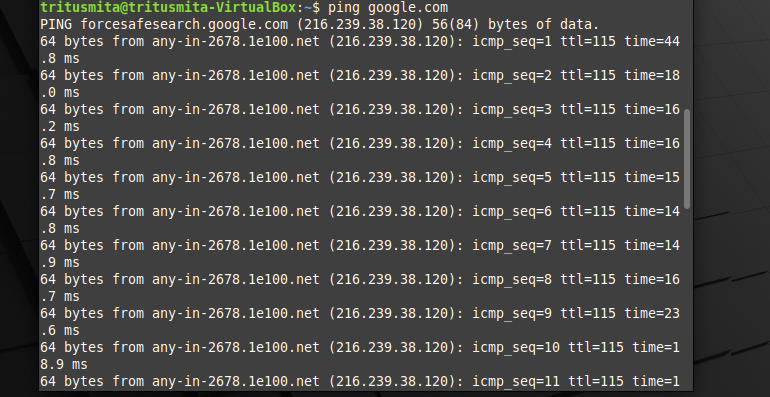 tritusmita@tritusmita-VirtualBox:~$ ping google.com
PING forcesafesearch.google.com (216.239.38.120) 56(84) bytes of data.
64 bytes from any-in-2678.1e100.net (216.239.38.120): icmp_seq=1 ttl=115 time=44
.8 ms
64 bytes from any-in-2678.1e100.net (216.239.38.120): icmp_seq=2 ttl=115 time=18
.0 ms
64 bytes from any-in-2678.1e100.net (216.239.38.120): icmp_seq=3 ttl=115 time=16
.2 ms
64 bytes from any-in-2678.1e100.net (216.239.38.120): icmp_seq=4 ttl=115 time=16
.8 ms
64 bytes from any-in-2678.1e100.net (216.239.38.120): icmp_seq=5 ttl=115 time=15
.7 ms
64 bytes from any-in-2678.1e100.net (216.239.38.120): icmp_seq=6 ttl=115 time=14
.8 ms
64 bytes from any-in-2678.1e100.net (216.239.38.120): icmp_seq=7 ttl=115 time=14
.9 ms
64 bytes from any-in-2678.1e100.net (216.239.38.120): icmp_seq=8 ttl=115 time=16
.7 ms
64 bytes from any-in-2678.1e100.net (216.239.38.120): icmp_seq=9 ttl=115 time=23
.6 ms
64 bytes from any-in-2678.1e100.net (216.239.38.120): icmp_seq=10 ttl=115 time=1
8.9 ms
64 bytes from any-in-2678.1e100.net (216.239.38.120): icmp_seq=11 ttl=115 time=1